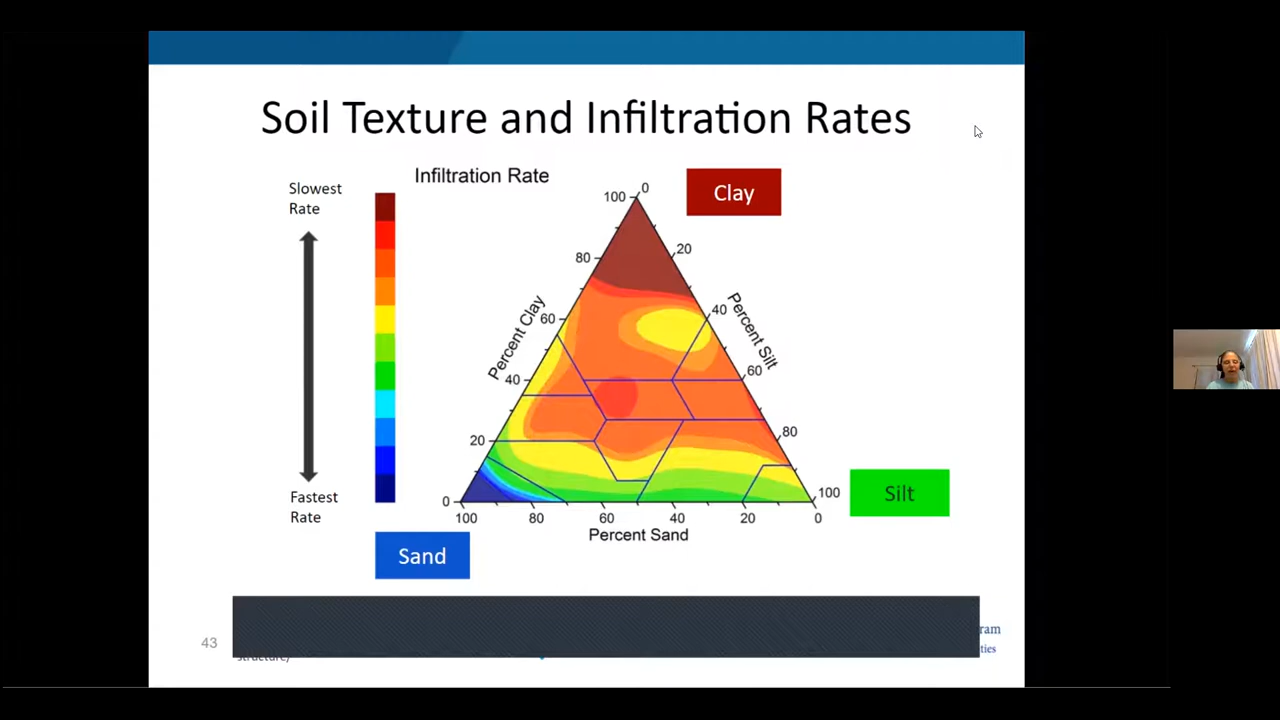 Soil Texture and Infiltration Rates
Infiltration Rate
Slowest
Rate
Fastest
Rate
Clay
Silt
Sand
Percent Clay
100
80
60
40
20
0
Percent Silt
0
20
40
60
80
100
100
80
60
40
20
0
Percent Sand
43
structure)